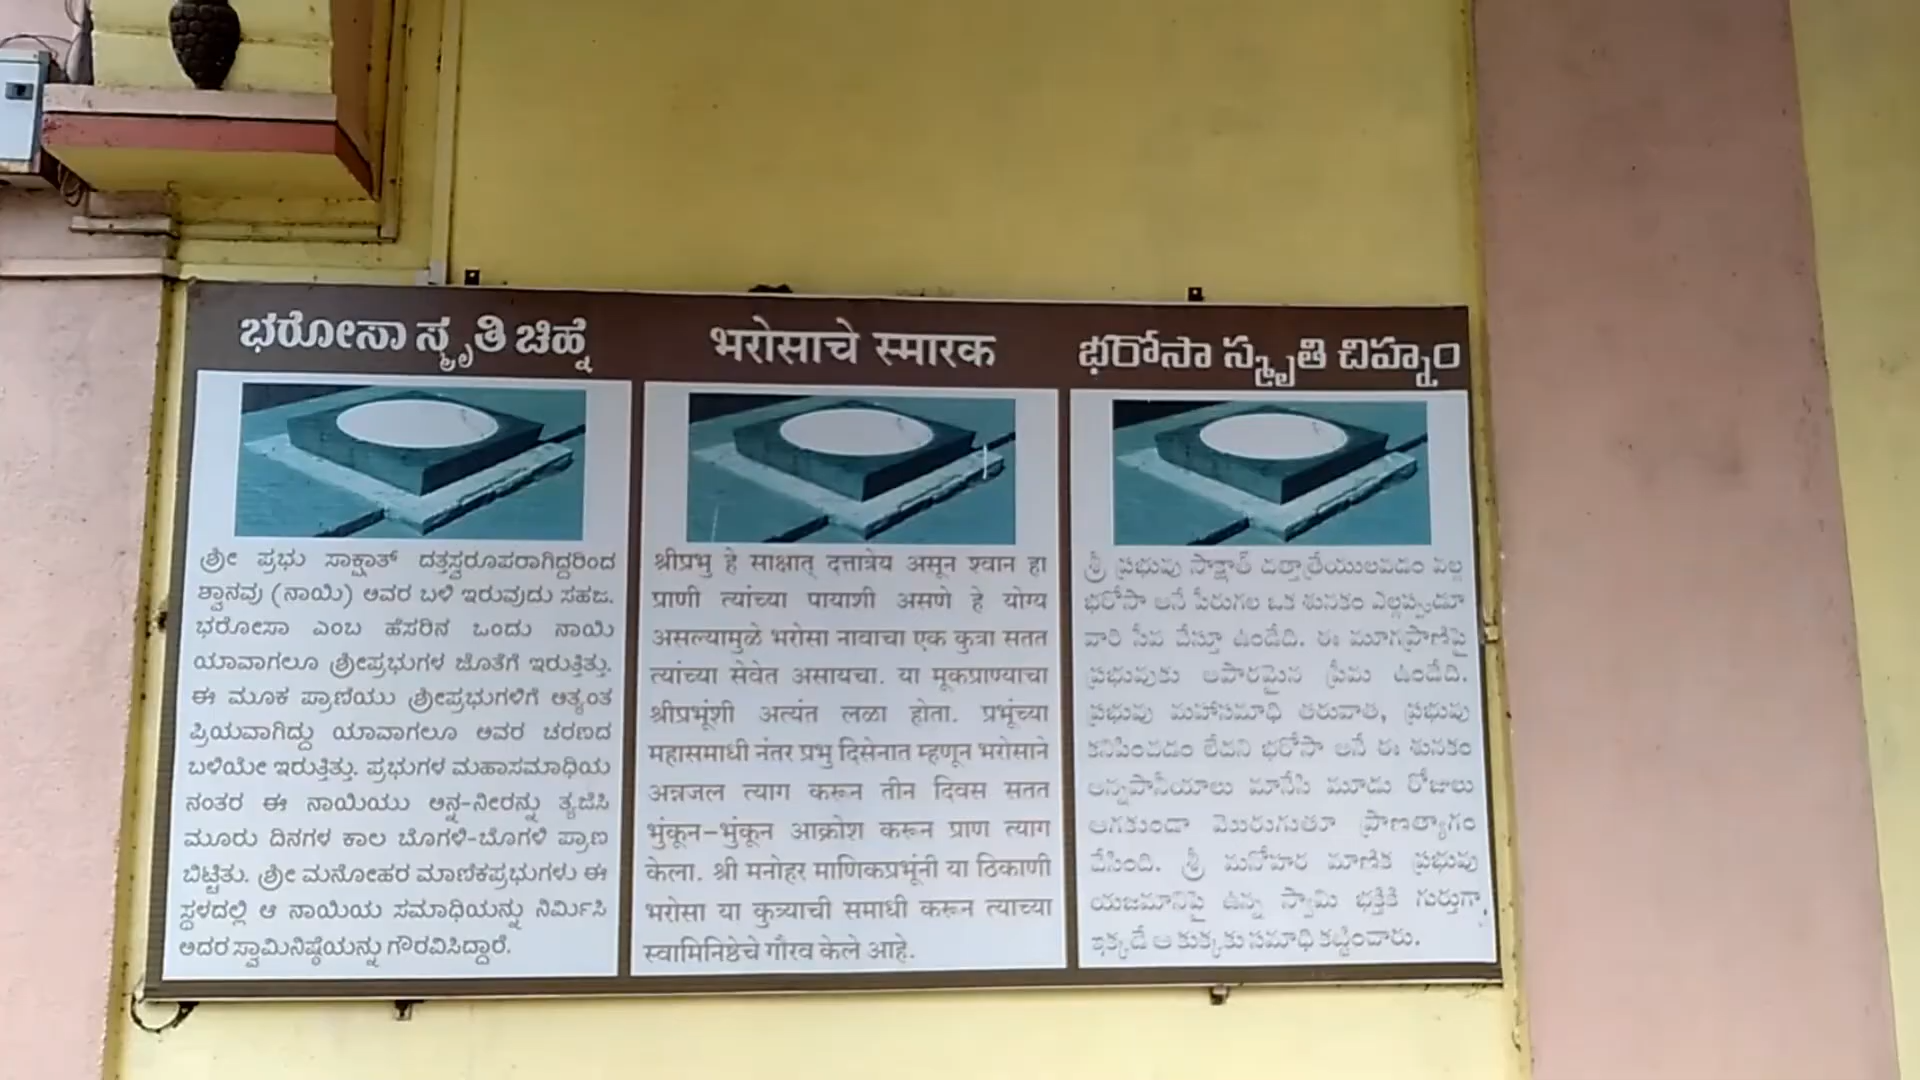 ಭರೋಸಾ ಸ್ಮೃತಿ ಚಿಹ್ನೆ
ಶ್ರೀ ಪ್ರಭು ಸಾಕ್ಷಾತ್ ದತ್ತಸ್ವರೂಪರಾಗಿದ್ದರಿಂದ
ಶ್ವಾನವು (ನಾಯಿ) ಅವರ ಬಳಿ ಇರುವುದು ಸಹಜ.
ಭರೋಸಾ ಎಂಬ ಹೆಸರಿನ ಒಂದು ನಾಯಿ
ಯಾವಾಗಲೂ ಶ್ರೀಪ್ರಭುಗಳ ಜೊತೆಗೆ ಇರುತ್ತಿತ್ತು.
ಈ ಮೂಕ ಪ್ರಾಣಿಯು ಶ್ರೀಪ್ರಭುಗಳಿಗೆ ಅತ್ಯಂತ
ಪ್ರಿಯವಾಗಿದ್ದು ಯಾವಾಗಲೂ ಅವರ ಚರಣದ
ಬಳಿಯೇ ಇರುತ್ತಿತ್ತು. ಪ್ರಭುಗಳ ಮಹಾಸಮಾಧಿಯ
ನಂತರ ಈ ನಾಯಿಯು ಅನ್ನ-ನೀರನ್ನು ತ್ಯಜಿಸಿ
ಮೂರು ದಿನಗಳ ಕಾಲ ಬೊಗಳಿ-ಬೊಗಳಿ ಪ್ರಾಣ
ಬಿಟ್ಟಿತು. ಶ್ರೀ ಮನೋಹರ ಮಾಣಿಕಪ್ರಭುಗಳು ಈ
ಸ್ಥಳದಲ್ಲಿ ಆ ನಾಯಿಯ ಸಮಾಧಿಯನ್ನು ನಿರ್ಮಿಸಿ
ಅದರ ಸ್ವಾಮಿನಿಷ್ಠೆಯನ್ನು ಗೌರವಿಸಿದ್ದಾರೆ.
भरोसाचे स्मारक
श्रीप्रभु हे साक्षात् दत्तात्रेय असून श्वान हा
प्राणी त्यांच्या पायाशी असणे हे योग्य
असल्यामुळे भरोसा नावाचा एक कुत्रा सतत
त्यांच्या सेवेत असायचा. या मूकप्राण्याचा
श्रीप्रभूंशी अत्यंत लळा होता. प्रभूंच्या
महासमाधी नंतर प्रभु दिसेनात म्हणून भरोसाने
अन्नजल त्याग करून तीन दिवस सतत
भुंकून-भुंकून आक्रोश करून प्राण त्याग
केला. श्री मनोहर माणिकप्रभूंनी या ठिकाणी
भरोसा या कुत्र्याची समाधी करून त्याच्या
स्वामिनिष्ठेचे गौरव केले आहे.
భరోసా స్మృతి చిహ్నం
శ్రీ ప్రభువు సాక్షాత్ దత్తాత్రేయులవడం వల్ల
భరోసా అనే పేరుగల ఒక శునకం ఎల్లప్పుడూ
వారి సేవ చేస్తూ ఉండేది. ఈ మూగప్రాణిపై
ప్రభువుకు అపారమైన ప్రేమ ఉండేది.
ప్రభువు మహాసమాధి తరువాత, ప్రభువు
కనిపించడం లేదని భరోసా అనే ఈ శునకం
అన్నపానీయాలు మానేసి మూడు రోజులు
ఆగకుండా మొరుగుతూ ప్రాణత్యాగం
చేసింది. శ్రీ మనోహర మాణిక ప్రభువు
యజమానిపై ఉన్న స్వామి భక్తికి గుర్తుగా,
ఇక్కడే ఆ కుక్కకు సమాధి కట్టించారు.